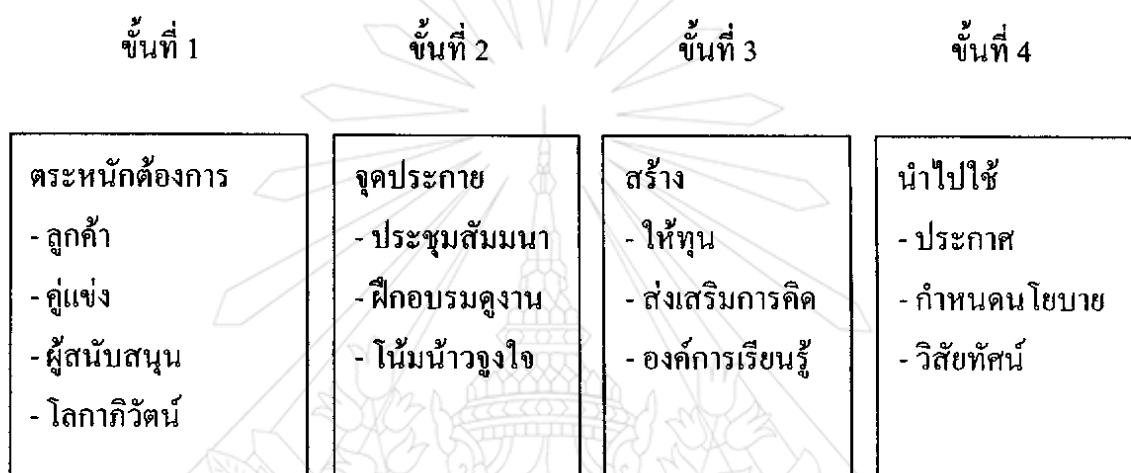 ขั้นที่ 1
ขั้นที่ 2
ขั้นที่ 3
ขั้นที่ 4
ตระหนักต้องการ
- ลูกค้า
- คู่แข่ง
- ผู้สนับสนุน
- โลกาภิวัตน์
จุดประกาย
- ประชุมสัมมนา
- ฝึกอบรมดูงาน
- โน้มน้าวจูงใจ
สร้าง
- ให้ทุน
- ส่งเสริมการคิด
- องค์การเรียนรู้
นำไปใช้
- ประกาศ
- กำหนดนโยบาย
- วิสัยทัศน์